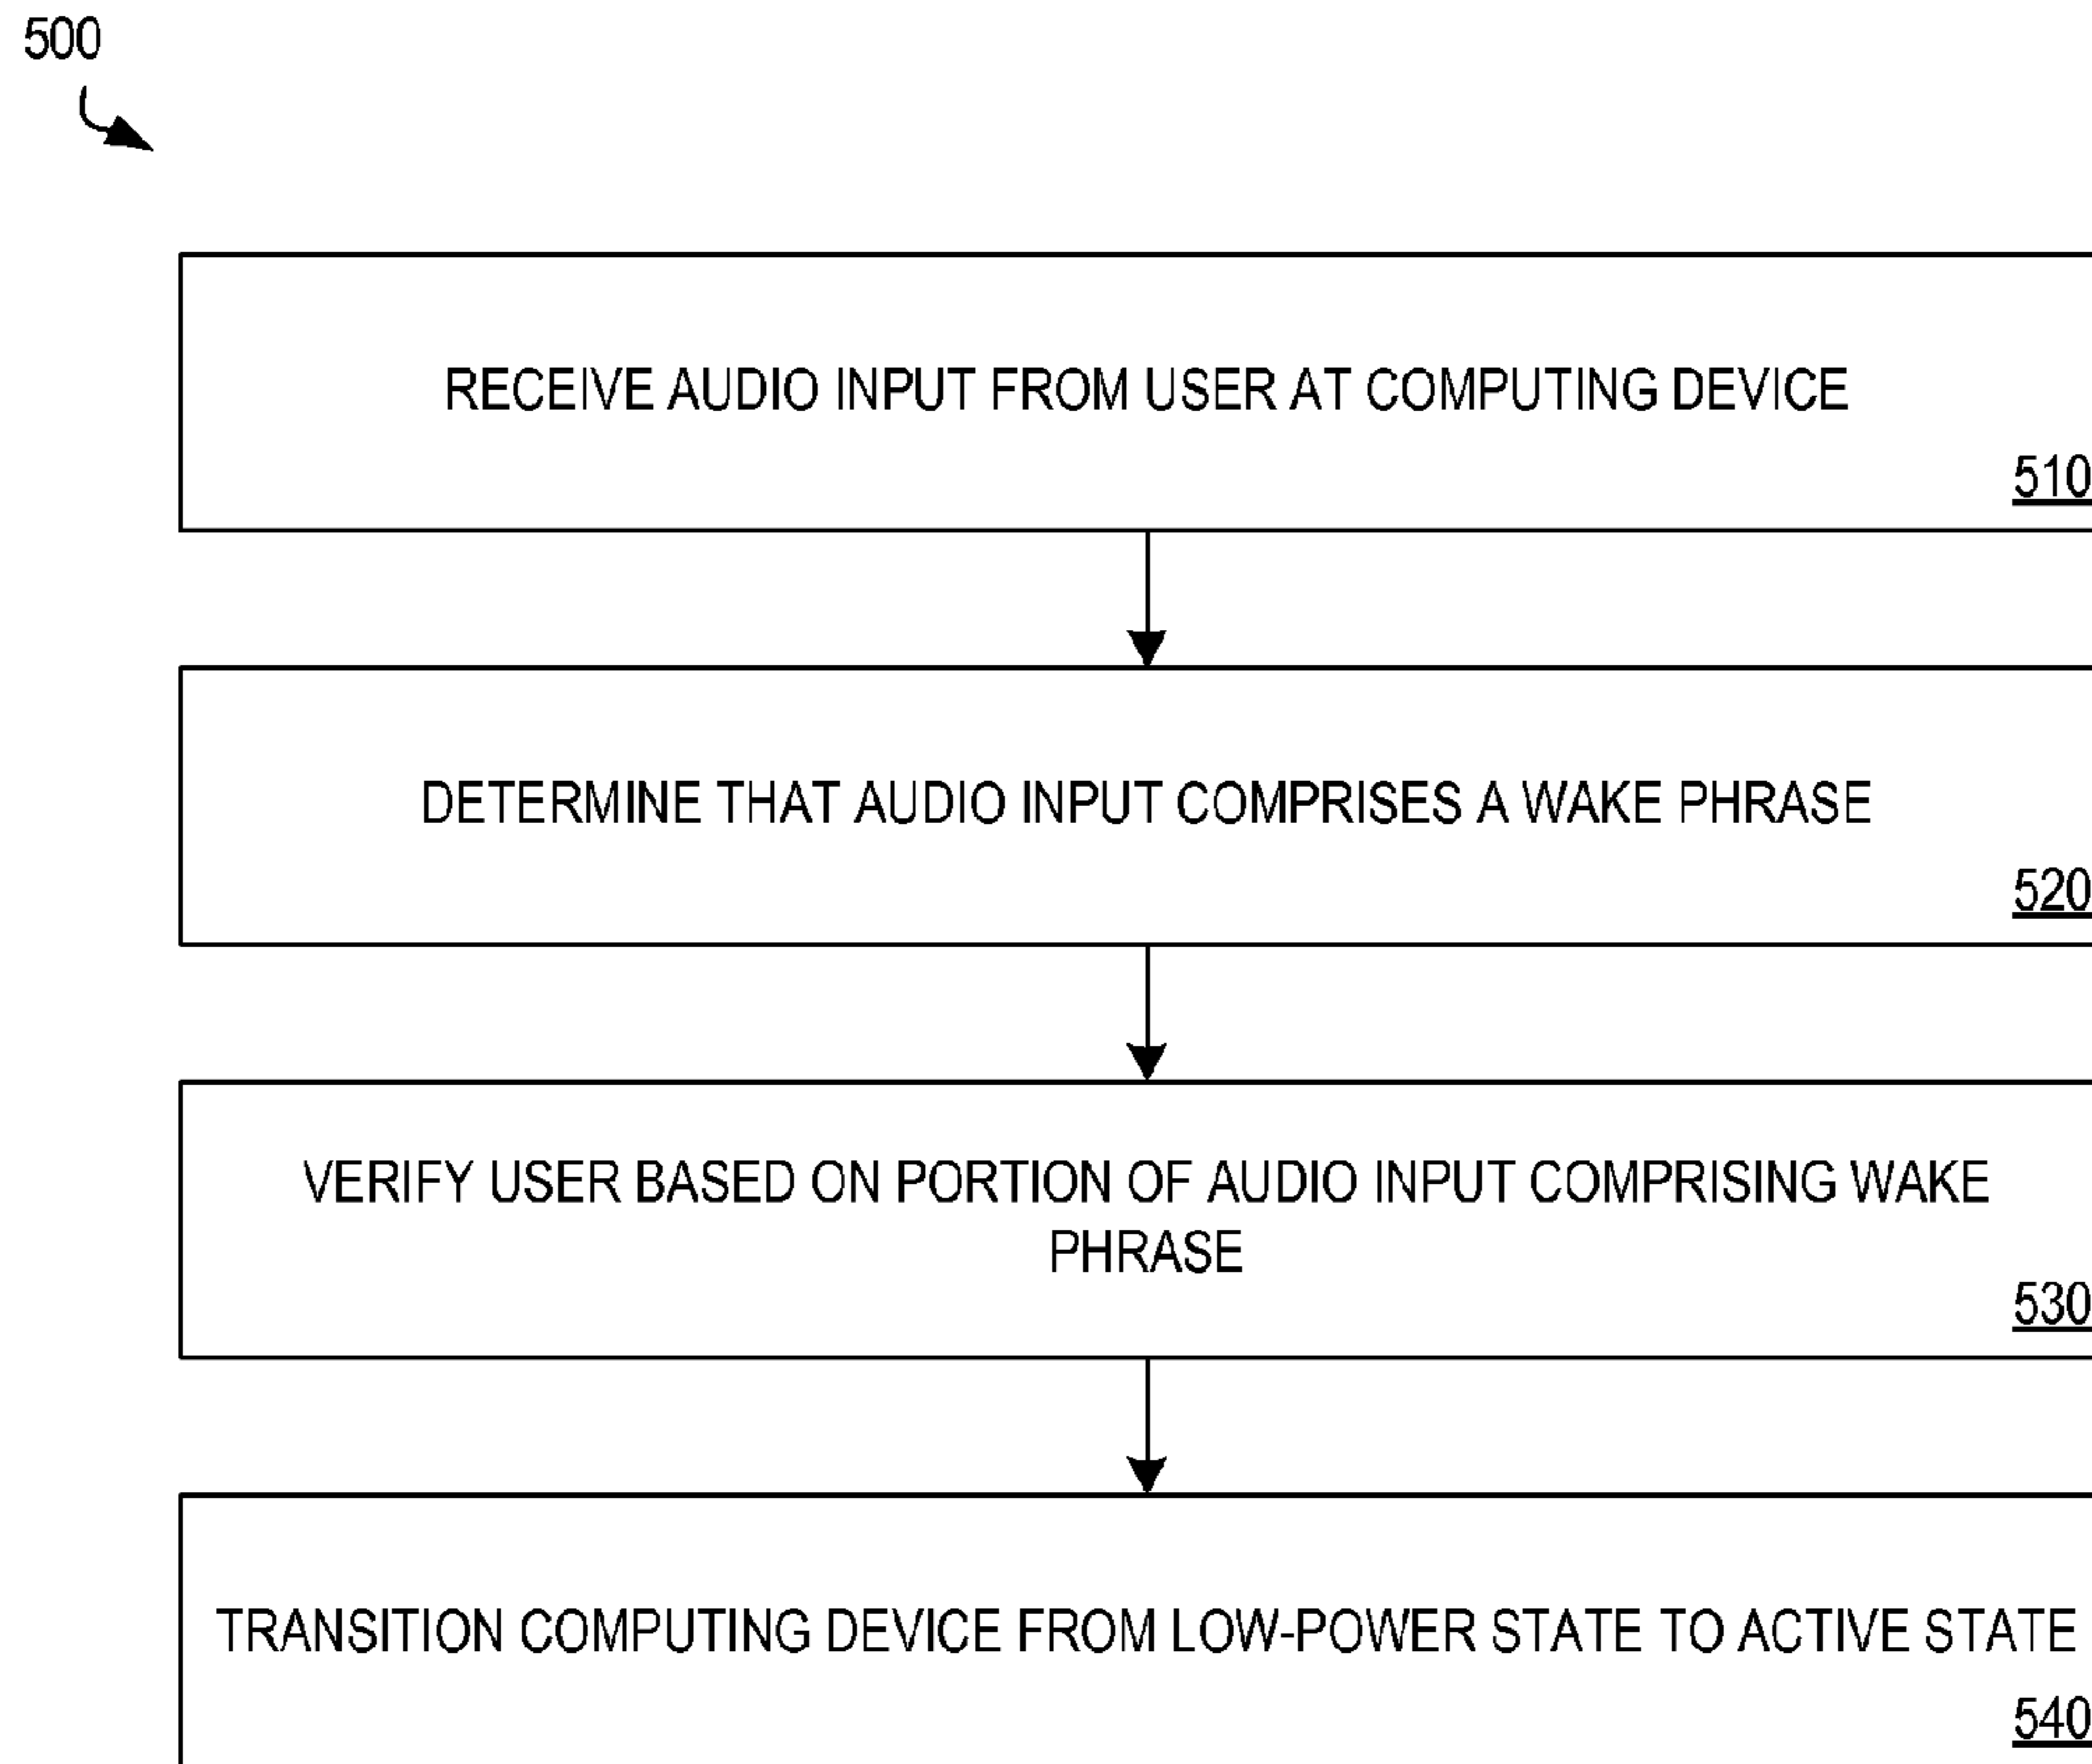 500
RECEIVE AUDIO INPUT FROM USER AT COMPUTING DEVICE
510
DETERMINE THAT AUDIO INPUT COMPRISES A WAKE PHRASE
520
VERIFY USER BASED ON PORTION OF AUDIO INPUT COMPRISING WAKE
PHRASE
530
TRANSITION COMPUTING DEVICE FROM LOW-POWER STATE TO ACTIVE STATE
540